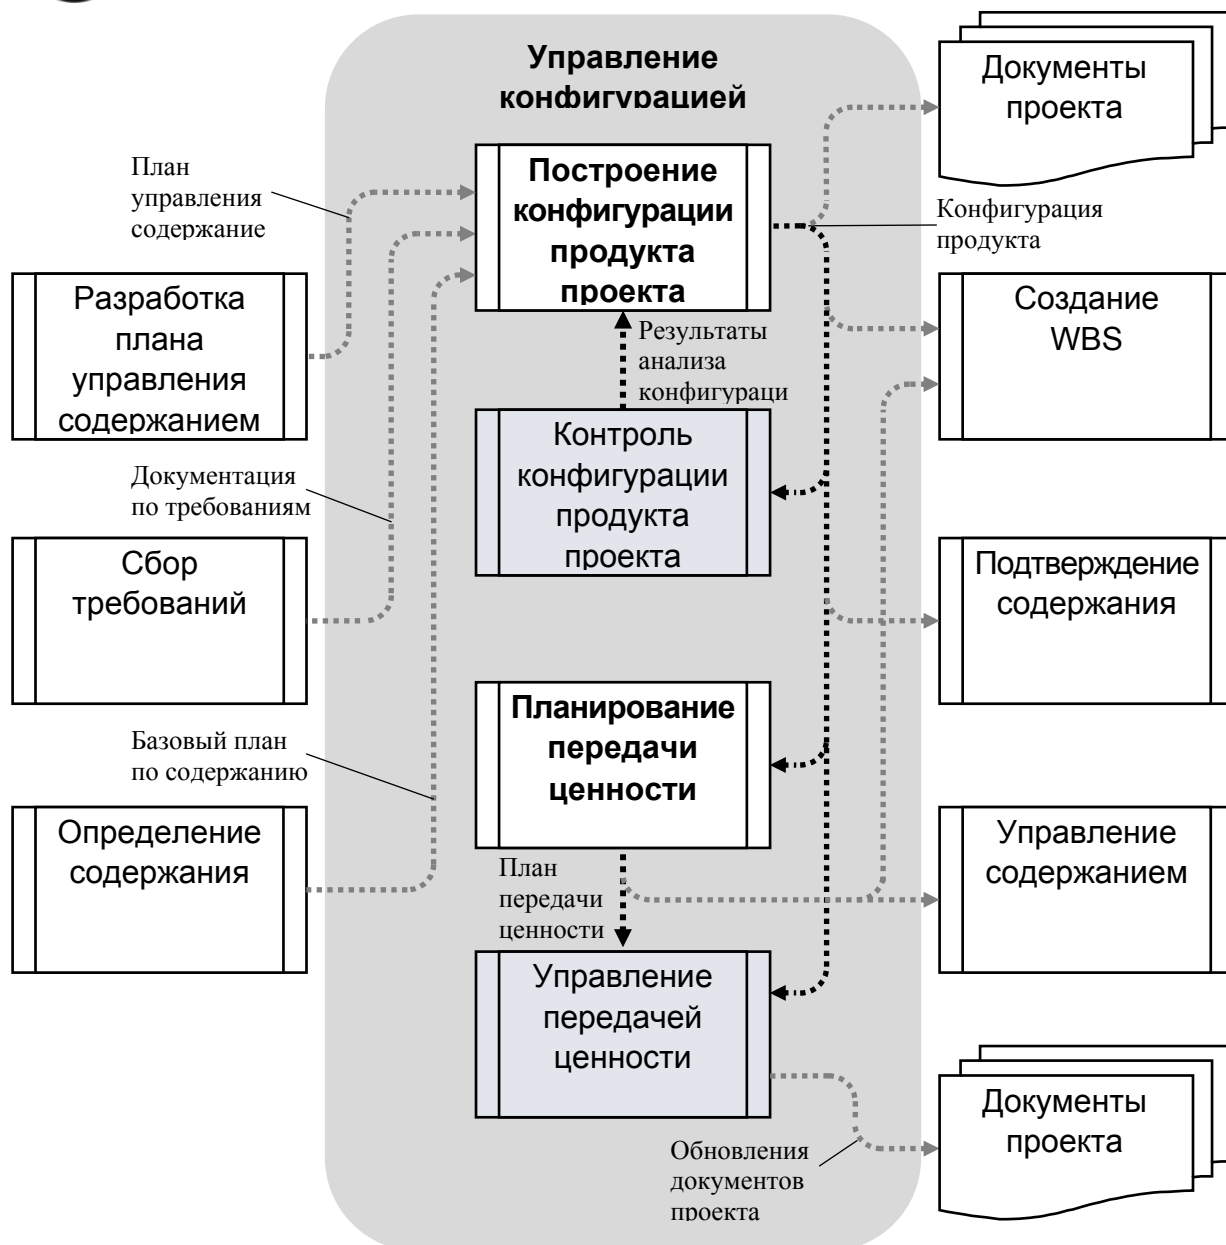 Управление
конфигурацией
Документы
проекта
План
управления
содержание
Построение
конфигурации
продукта
проекта
Конфигурация
продукта
Разработка
плана
управления
содержанием
Создание
WBS
Результаты
анализа
конфигураци
Контроль
конфигурации
продукта
проекта
Документация
по требованиям
Сбор
требований
Подтверждение
содержания
Планирование
передачи
ценности
Базовый план
по содержанию
Определение
содержания
Управление
содержанием
План
передачи
ценности
Управление
передачей
ценности
Документы
проекта
Обновления
документов
проекта